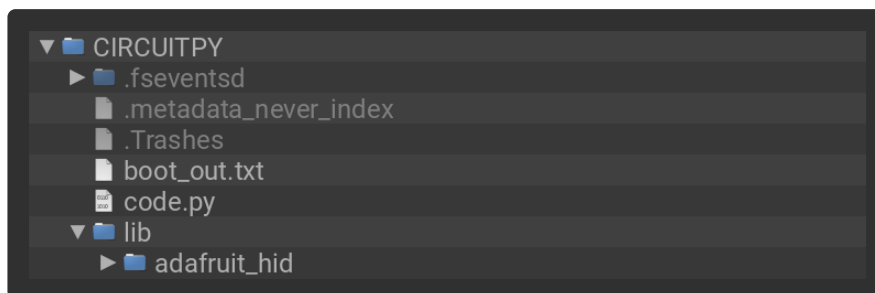 CIRCUITPY
.fseventsd
.metadata_never_index
.Trashes
boot_out.txt
code.py
lib
adafruit_hid